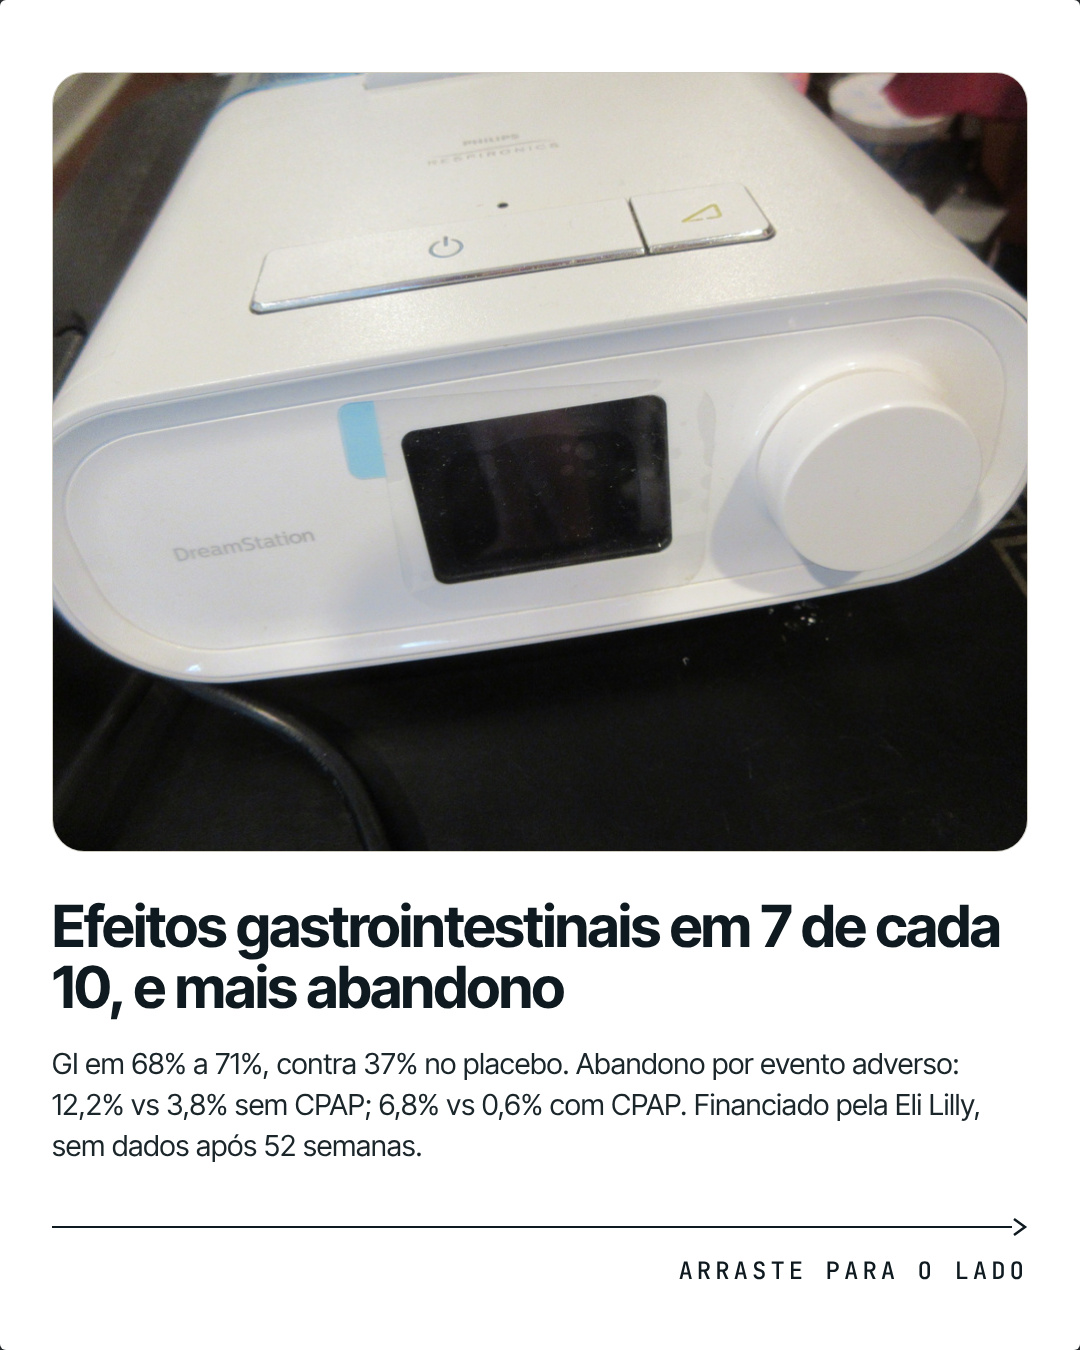 PHILIPS
RESPIRONICS
DreamStation
Efeitos gastrointestinais em 7 de cada
10, e mais abandono
GI em 68% a 71%, contra 37% no placebo. Abandono por evento adverso:
12,2% vs 3,8% sem CPAP; 6,8% vs 0,6% com CPAP. Financiado pela Eli Lilly,
sem dados após 52 semanas.
ARRASTE PARA O LADO